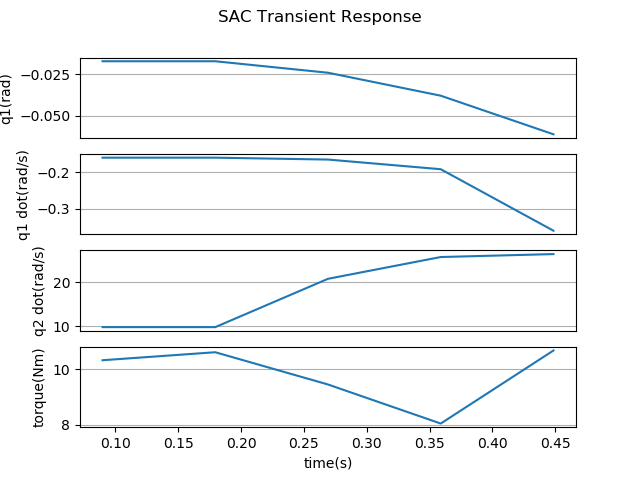 SAC Transient Response
q1(rad)
−0.025
−0.050
q1 dot(rad/s)
−0.2
−0.3
q2 dot(rad/s)
20
10
torque(Nm)
10
8
0.10 0.15 0.20 0.25 0.30 0.35 0.40 0.45
time(s)